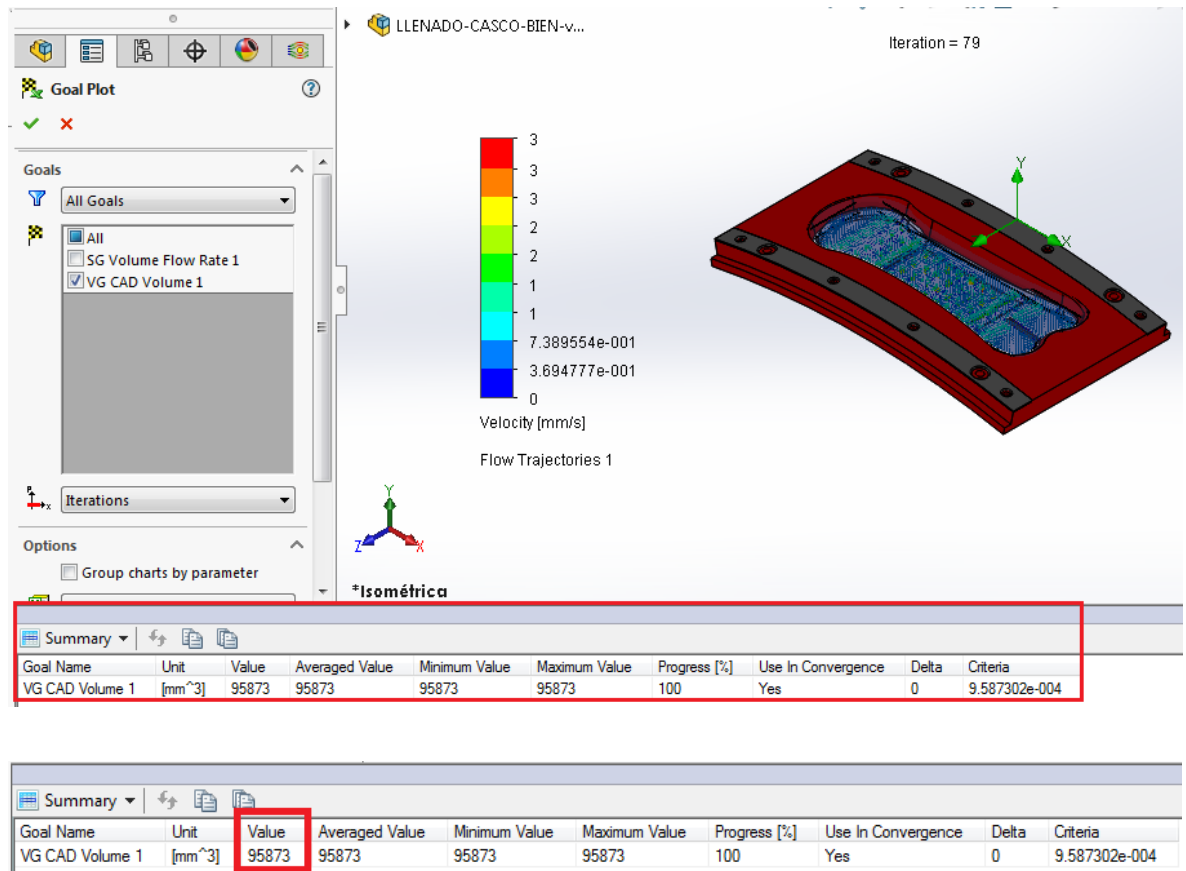 LLENADO-CASCO-BIEN-v...
Iteration = 79
Goal Plot
Goals
All Goals
All
SG Volume Flow Rate 1
VG CAD Volume 1
Iterations
Options
Group charts by parameter
3
3
3
2
2
1
1
7.389554e-001
3.694777e-001
0
Velocity [mm/s]
Flow Trajectories 1
Y
X
Y
Z
X
*Isométrica
Summary
Goal Name Unit Value Averaged Value Minimum Value Maximum Value Progress [%] Use In Convergence Delta Criteria
VG CAD Volume 1 [mm^3] 95873 95873 95873 95873 100 Yes 0 9.587302e-004
Summary
Goal Name Unit Value Averaged Value Minimum Value Maximum Value Progress [%] Use In Convergence Delta Criteria
VG CAD Volume 1 [mm^3] 95873 95873 95873 95873 100 Yes 0 9.587302e-004